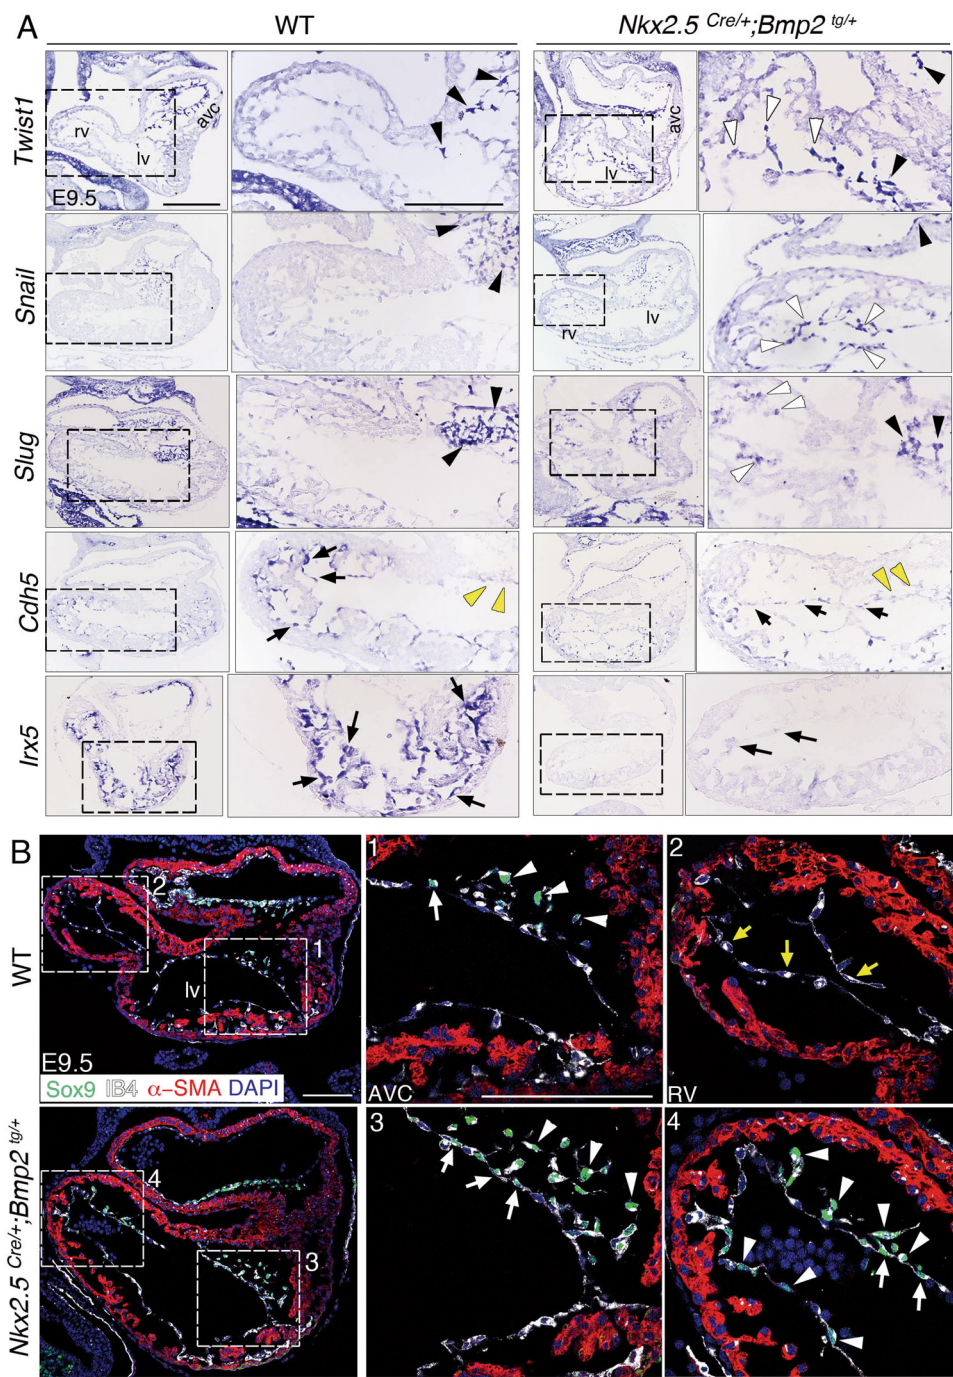 A
WT
Nkx2.5 Cre/+;Bmp2 tg/+
Twist1
rv
lv
avc
E9.5
lv
avc
Snail
rv
lv
Slug
Cdh5
Irx5
B
WT
2
1
lv
E9.5
Sox9 IB4 α-SMA DAPI
1
AVC
2
RV
Nkx2.5 Cre/+;Bmp2 tg/+
4
3
3
4